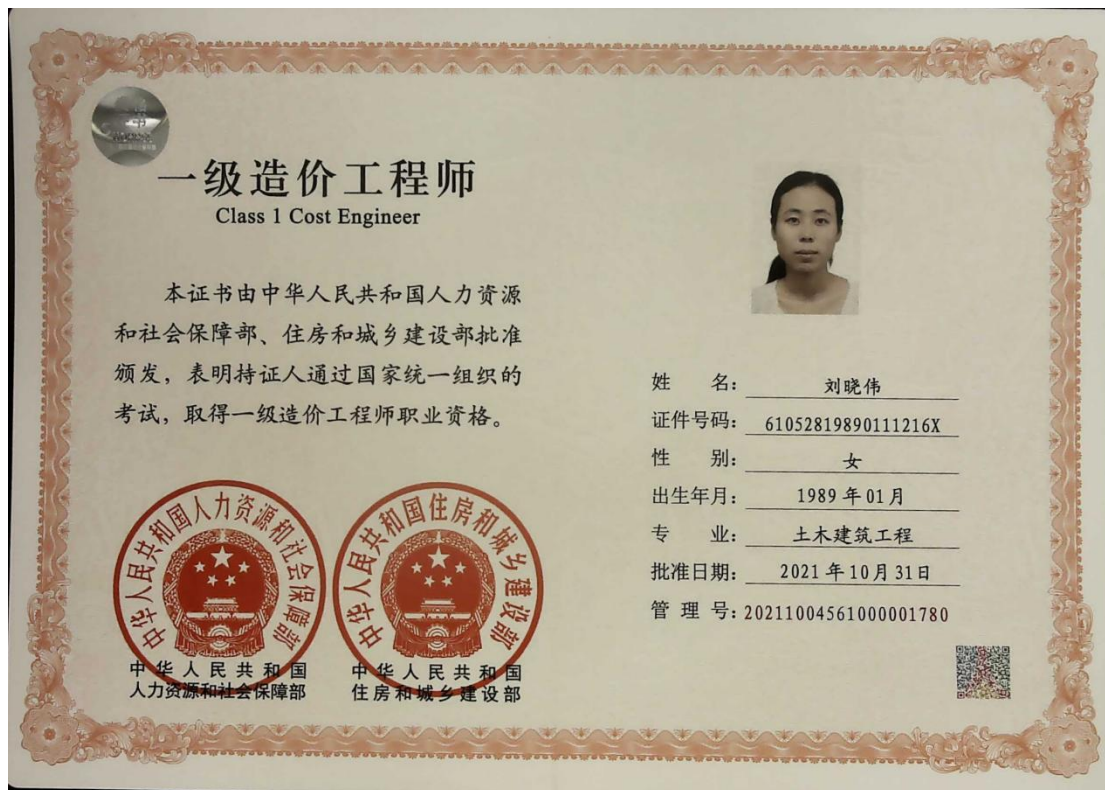 一级造价工程师
Class 1 Cost Engineer
本证书由中华人民共和国人力资源
和社会保障部、住房和城乡建设部批准
颁发，表明持证人通过国家统一组织的
考试，取得一级造价工程师职业资格。
中华人民共和国人力资源和社会保障部
中华人民共和国住房和城乡建设部
中华人民共和国
人力资源和社会保障部
中华人民共和国
住房和城乡建设部
姓 名：刘晓伟
证件号码：61052819890111216X
性 别：女
出生年月：1989年01月
专 业：土木建筑工程
批准日期：2021年10月31日
管 理 号：20211004561000001780